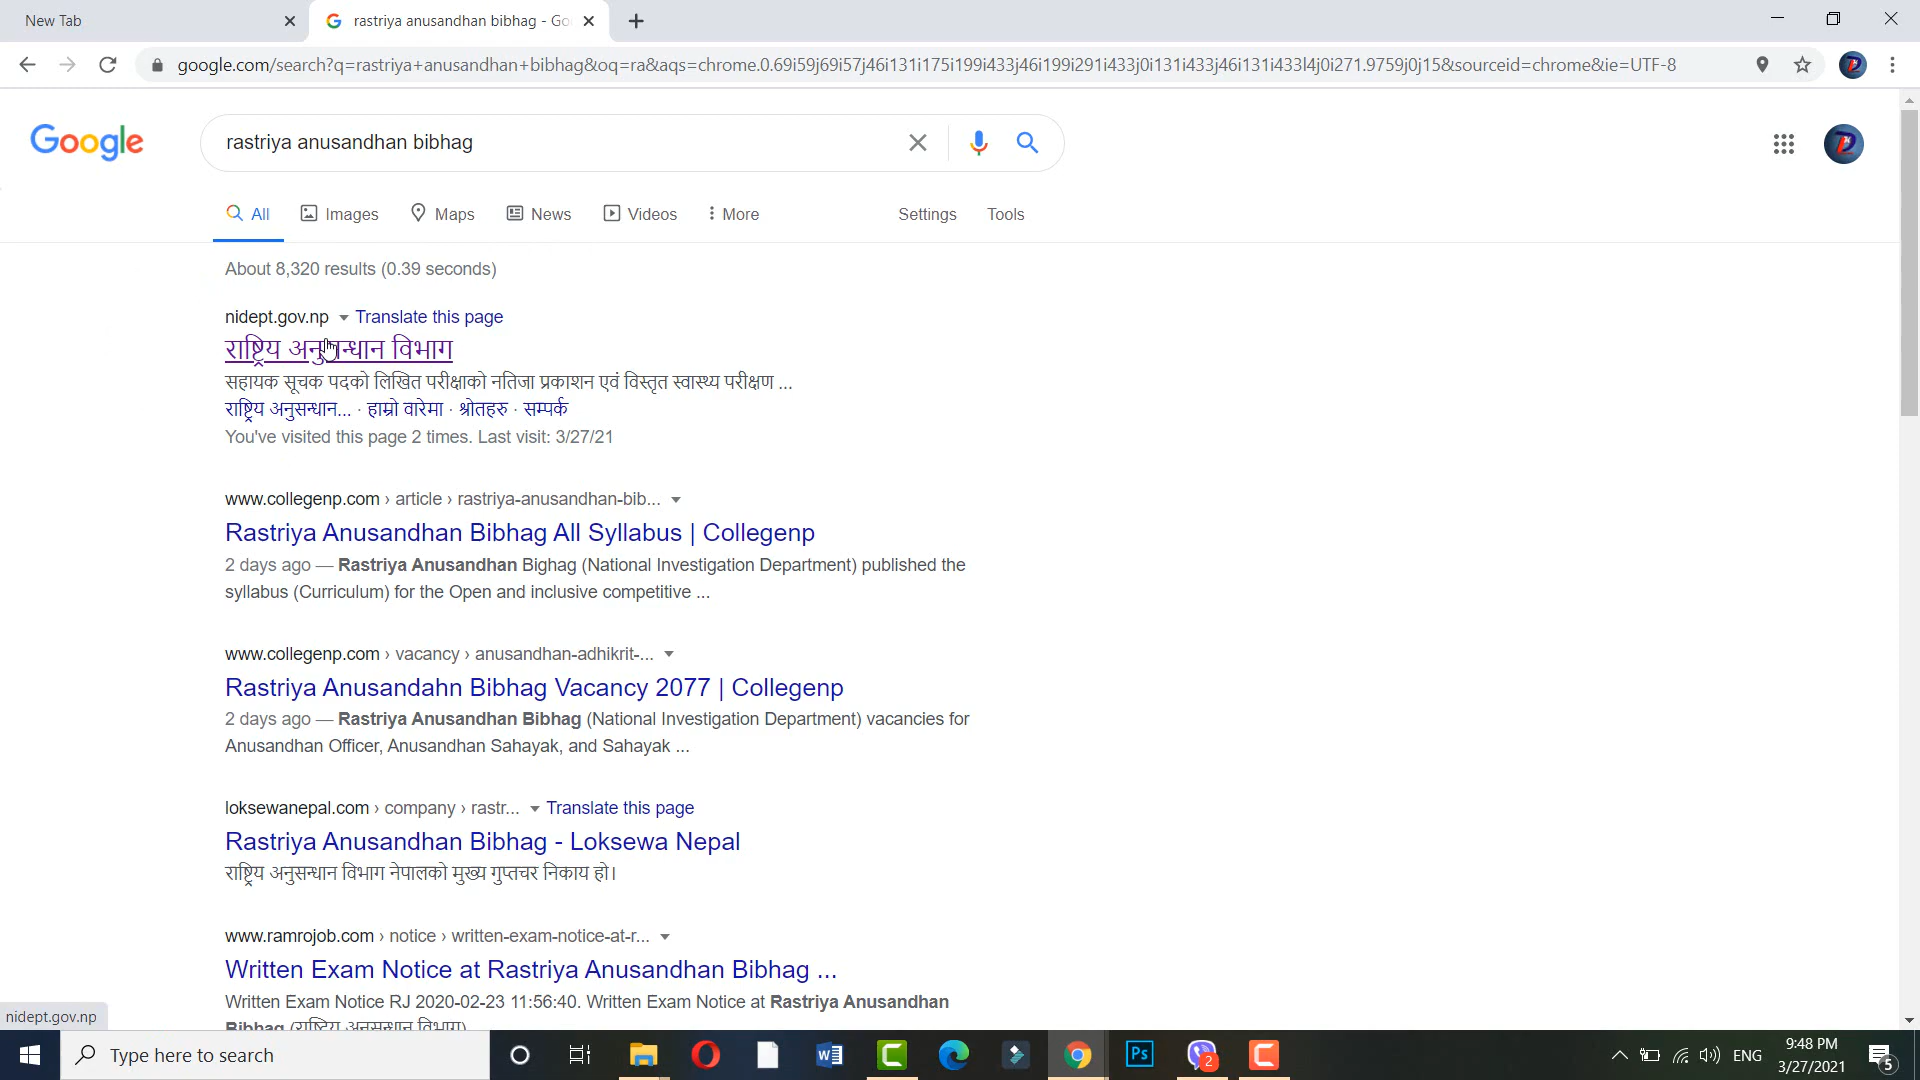 New Tab
rastriya anusandhan bibhag - Go
google.com/search?q=rastriya+anusandhan+bibhag&oq=ra&aqs=chrome.0.69i59j69i57j46i131i175i199i433j46i199i291i433j0i131i433j46i131i433l4j0i271.9759j0j15&sourceid=chrome&ie=UTF-8
Google
rastriya anusandhan bibhag
All Images Maps News Videos More Settings Tools
About 8,320 results (0.39 seconds)
nidept.gov.np Translate this page
राष्ट्रिय अनुसन्धान विभाग
सहायक सूचक पदको लिखित परीक्षाको नतिजा प्रकाशन एवं विस्तृत स्वास्थ्य परीक्षण ...
राष्ट्रिय अनुसन्धान... · हाम्रो वारेमा · श्रोतहरु · सम्पर्क
You've visited this page 2 times. Last visit: 3/27/21
www.collegenp.com › article › rastriya-anusandhan-bib...
Rastriya Anusandhan Bibhag All Syllabus | Collegenp
2 days ago — Rastriya Anusandhan Bighag (National Investigation Department) published the
syllabus (Curriculum) for the Open and inclusive competitive ...
www.collegenp.com › vacancy › anusandhan-adhikrit-...
Rastriya Anusandahn Bibhag Vacancy 2077 | Collegenp
2 days ago — Rastriya Anusandhan Bibhag (National Investigation Department) vacancies for
Anusandhan Officer, Anusandhan Sahayak, and Sahayak ...
loksewanepal.com › company › rastr... Translate this page
Rastriya Anusandhan Bibhag - Loksewa Nepal
राष्ट्रिय अनुसन्धान विभाग नेपालको मुख्य गुप्तचर निकाय हो।
www.ramrojob.com › notice › written-exam-notice-at-r...
Written Exam Notice at Rastriya Anusandhan Bibhag ...
Written Exam Notice RJ 2020-02-23 11:56:40. Written Exam Notice at Rastriya Anusandhan
Bibhag (राष्ट्रिय अनुसन्धान विभाग)
nidept.gov.np
Type here to search
Ps
2
ENG
9:48 PM
3/27/2021
5